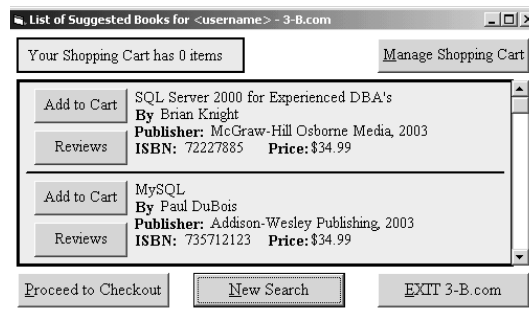 List of Suggested Books for <username> - 3-B.com
Your Shopping Cart has 0 items
Manage Shopping Cart
Add to Cart
SQL Server 2000 for Experienced DBA's
By Brian Knight
Publisher: McGraw-Hill Osborne Media, 2003
Reviews
ISBN: 72227885 Price: $34.99
Add to Cart
MySQL
By Paul DuBois
Publisher: Addison-Wesley Publishing, 2003
Reviews
ISBN: 735712123 Price: $34.99
Proceed to Checkout
New Search
EXIT 3-B.com